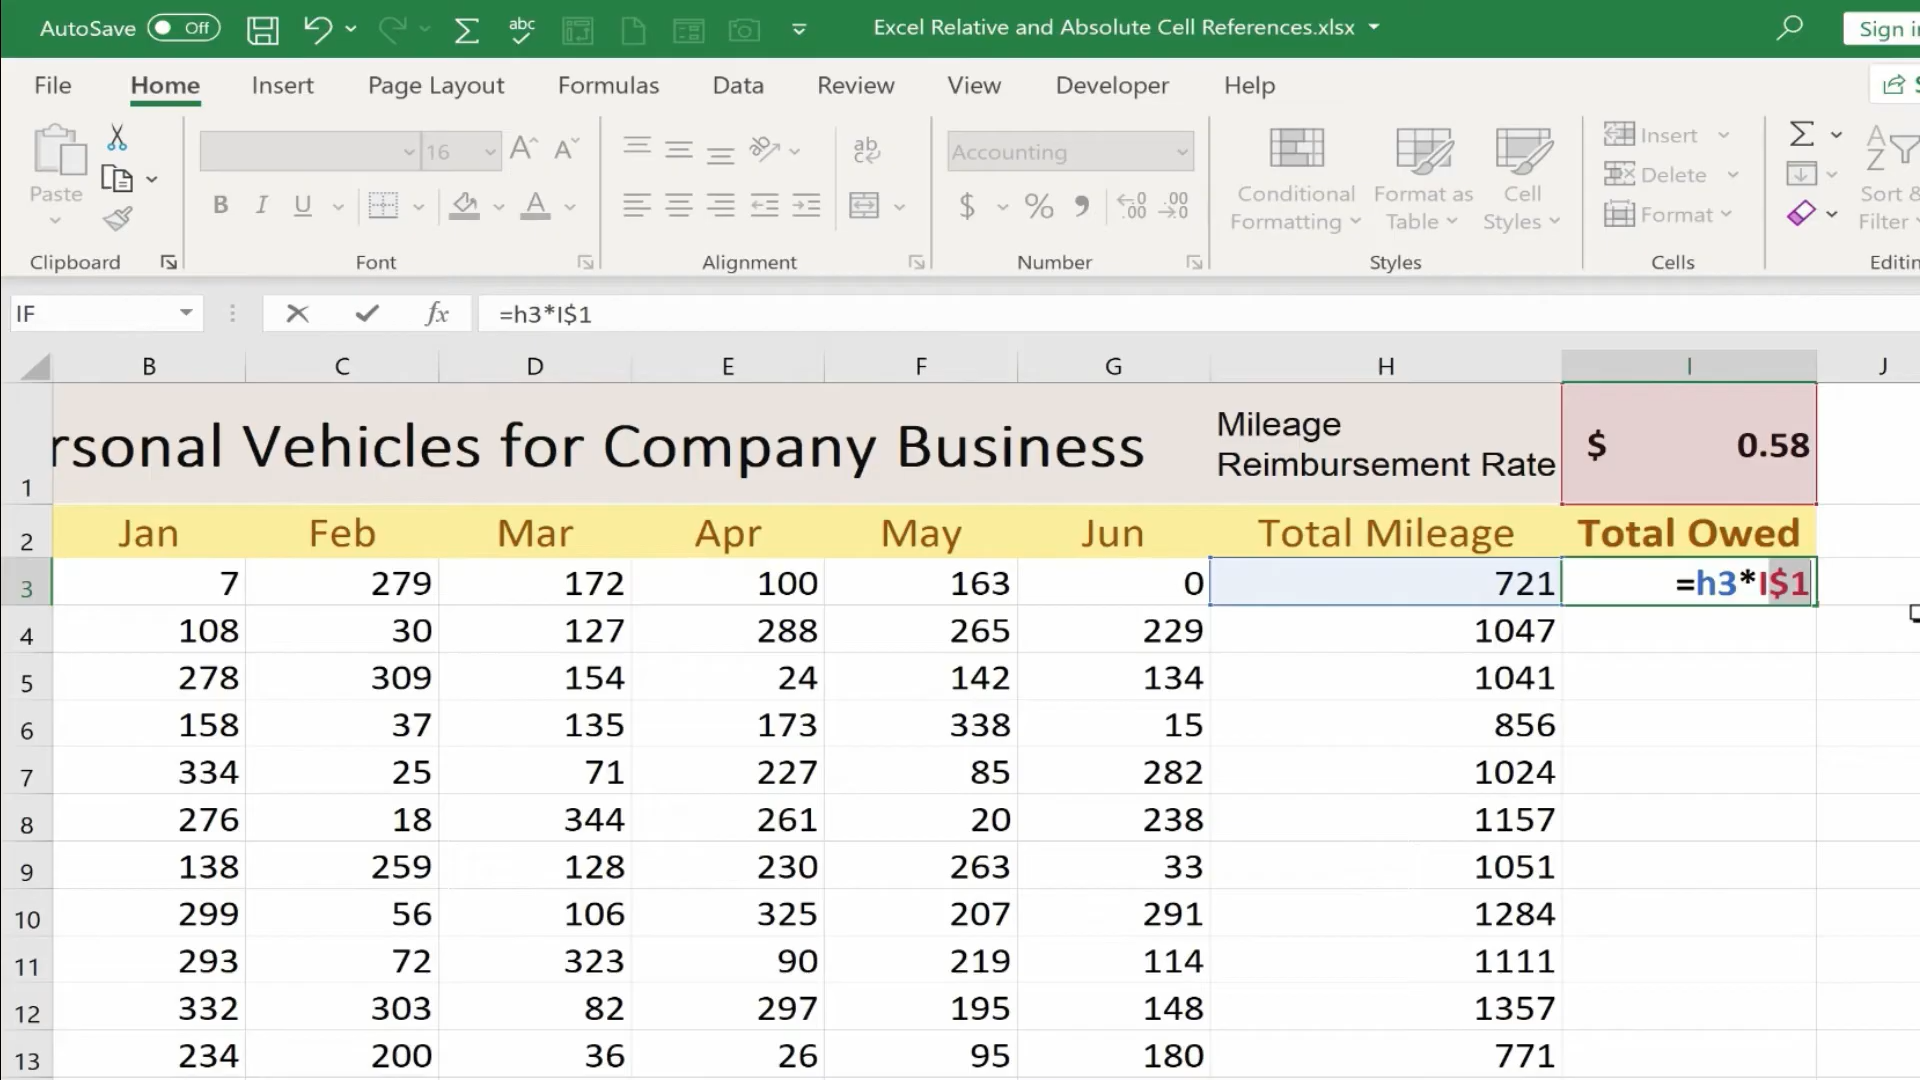 AutoSave Off abc Excel Relative and Absolute Cell References.xlsx
File Home Insert Page Layout Formulas Data Review View Developer Help
Paste
16
B I U
ab
Accounting
$ % .00 .00
Conditional Formatting
Format as Table
Cell Styles
Insert
Delete
Format
Filter
Clipboard Font Alignment Number Styles Cells
IF fx =h3*I$1
B C D E F G H I J
1 Vehicles for Company Business Mileage Reimbursement Rate $ 0.58
2 Jan Feb Mar Apr May Jun Total Mileage Total Owed
3 7 279 172 100 163 0 721 =h3*I$1
4 108 30 127 288 265 229 1047
5 278 309 154 24 142 134 1041
6 158 37 135 173 338 15 856
7 334 25 71 227 85 282 1024
8 276 18 344 261 20 238 1157
9 138 259 128 230 263 33 1051
10 299 56 106 325 207 291 1284
11 293 72 323 90 219 114 1111
12 332 303 82 297 195 148 1357
13 234 200 36 26 95 180 771